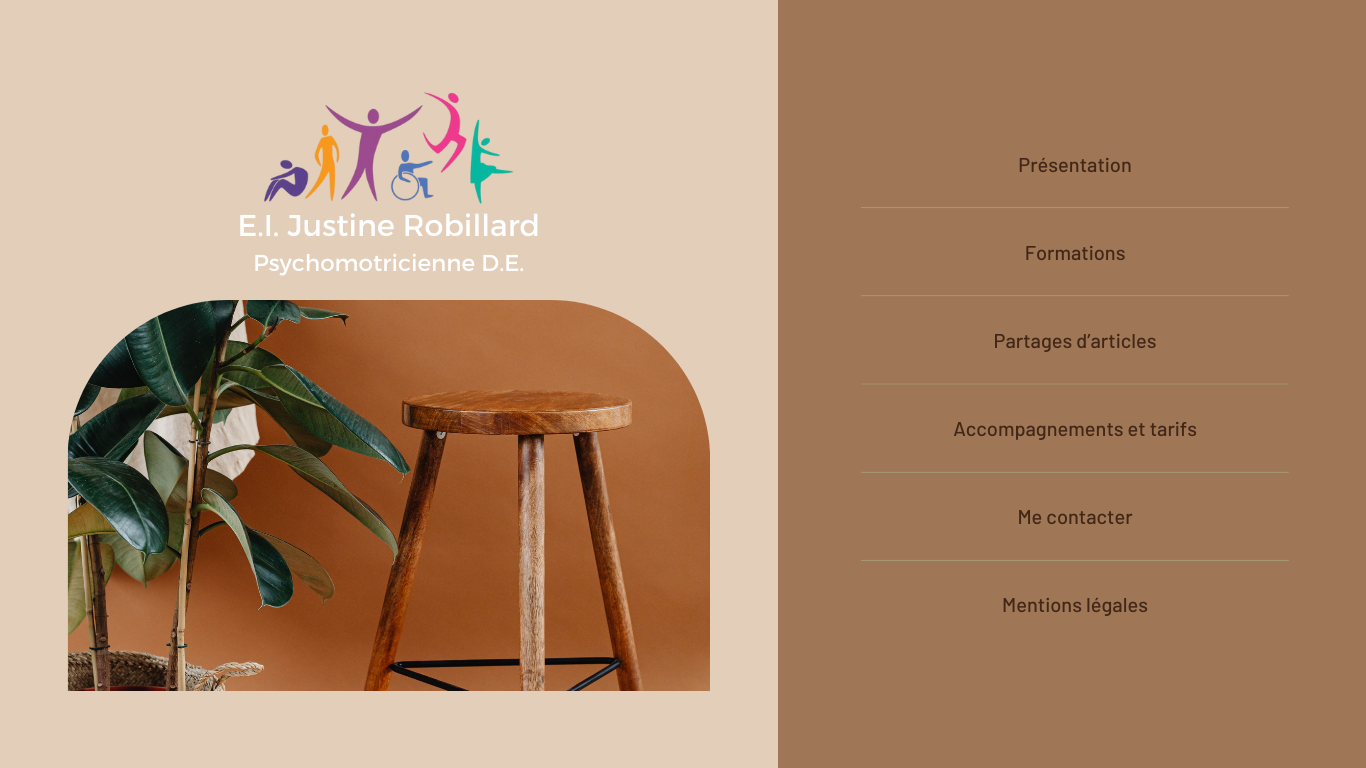 E.I. Justine Robillard
Psychomotricienne D.E.
Présentation
Formations
Partages d’articles
Accompagnements et tarifs
Me contacter
Mentions légales